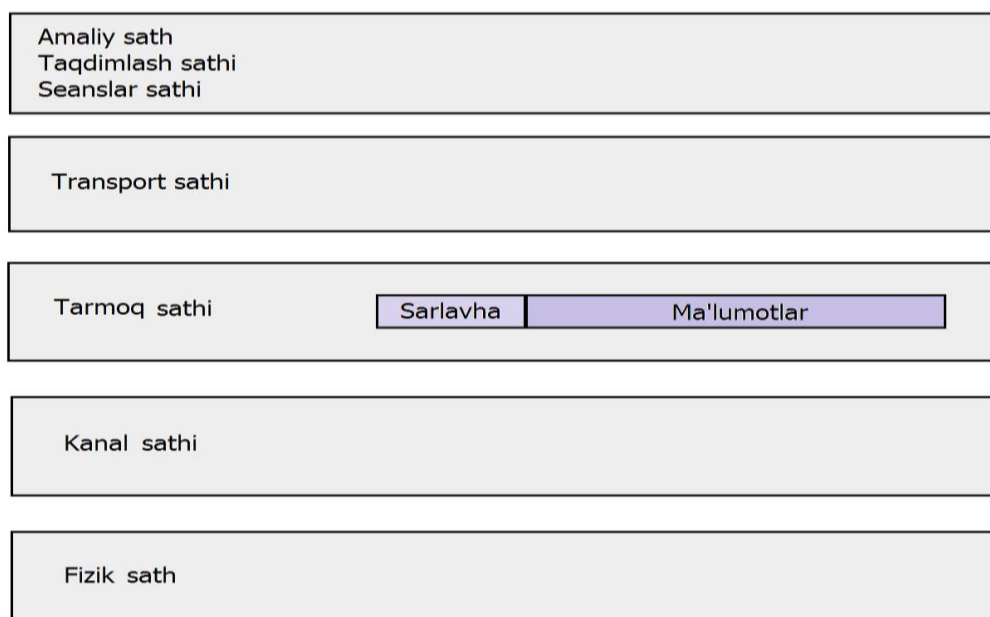 Amaliy sath
Taqdimlash sathi
Seanslar sathi
Transport sathi
Tarmoq sathi
Sarlavha
Ma'lumotlar
Kanal sathi
Fizik sath